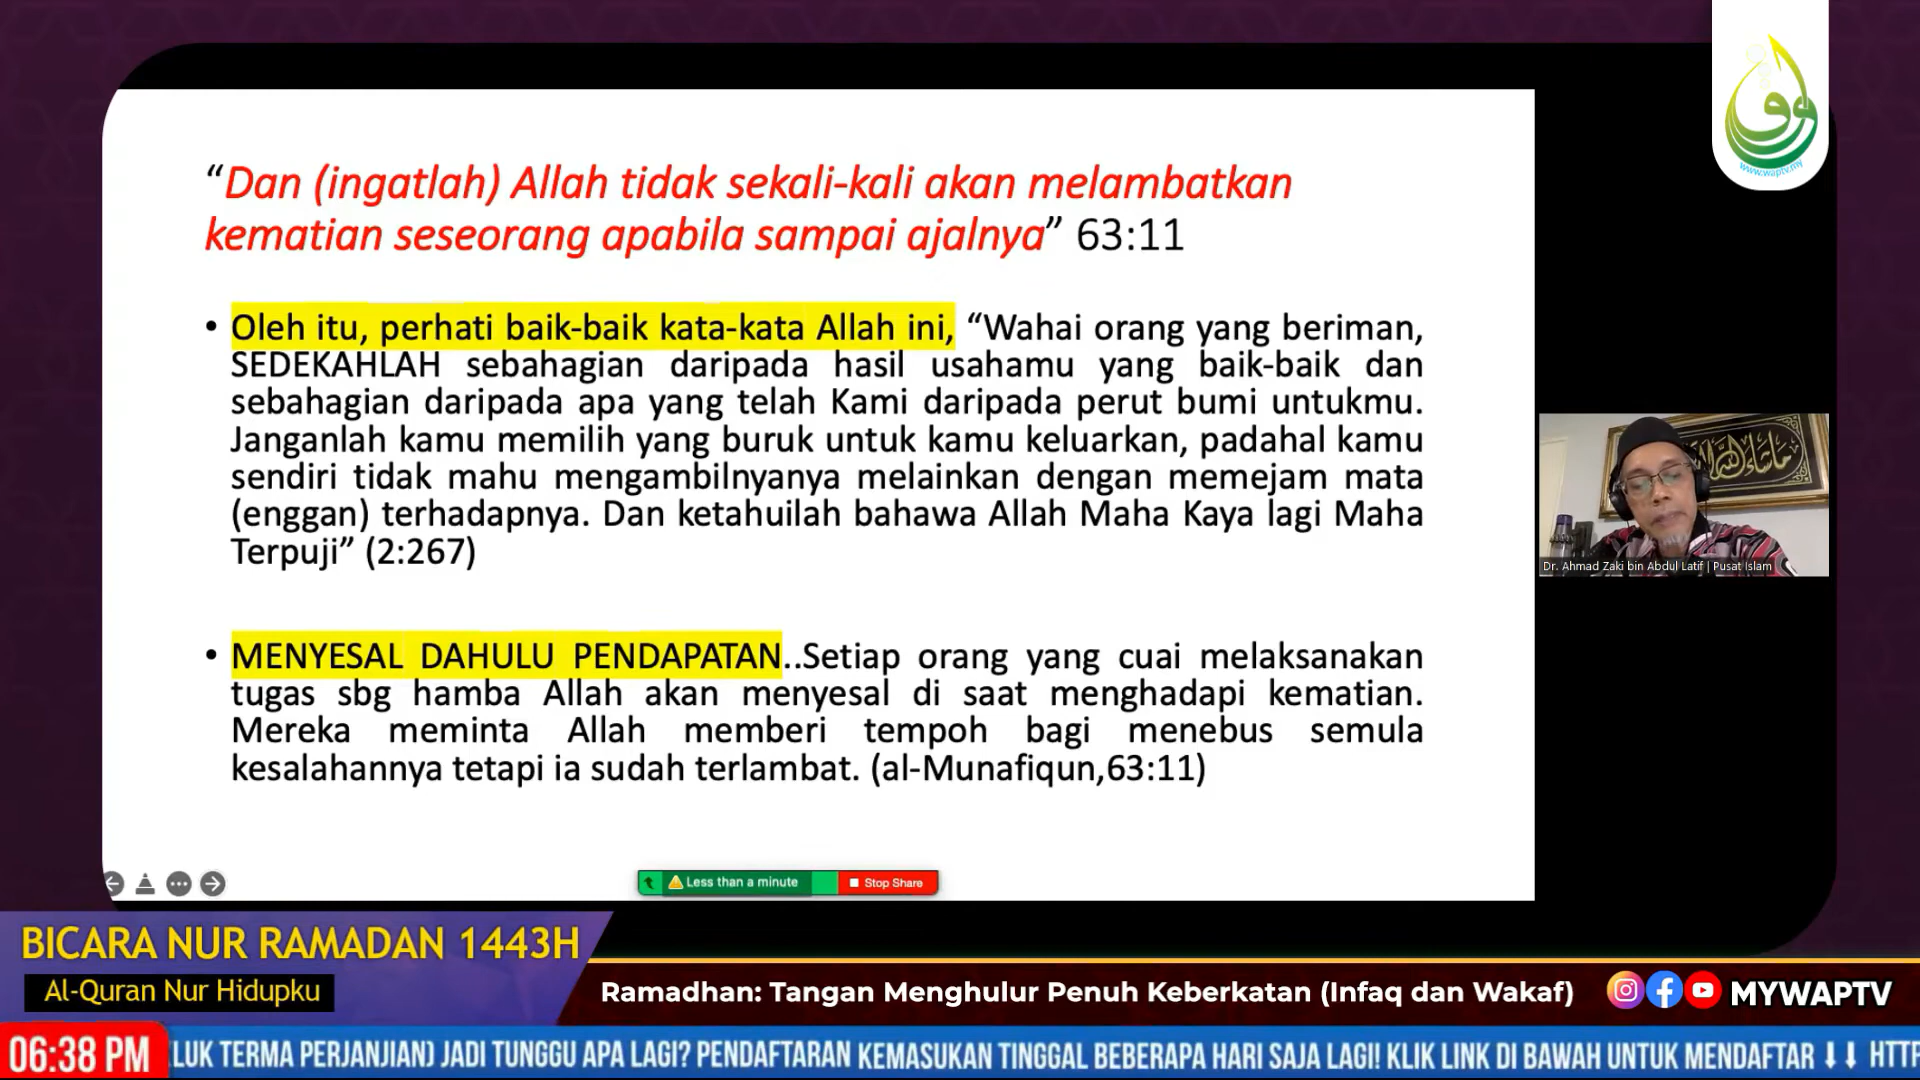 www.waptv.my
“Dan (ingatlah) Allah tidak sekali-kali akan melambatkan
kematian seseorang apabila sampai ajalnya” 63:11
• Oleh itu, perhati baik-baik kata-kata Allah ini, “Wahai orang yang beriman,
SEDEKAHLAH sebahagian daripada hasil usahamu yang baik-baik dan
sebahagian daripada apa yang telah Kami daripada perut bumi untukmu.
Janganlah kamu memilih yang buruk untuk kamu keluarkan, padahal kamu
sendiri tidak mahu mengambilnyanya melainkan dengan memejam mata
(enggan) terhadapnya. Dan ketahuilah bahawa Allah Maha Kaya lagi Maha
Terpuji” (2:267)
• MENYESAL DAHULU PENDAPATAN..Setiap orang yang cuai melaksanakan
tugas sbg hamba Allah akan menyesal di saat menghadapi kematian.
Mereka meminta Allah memberi tempoh bagi menebus semula
kesalahannya tetapi ia sudah terlambat. (al-Munafiqun,63:11)
Dr. Ahmad Zaki bin Abdul Latif | Pusat Islam
Less than a minute
Stop Share
BICARA NUR RAMADAN 1443H
Al-Quran Nur Hidupku
Ramadhan: Tangan Menghulur Penuh Keberkatan (Infaq dan Wakaf)
MYWAPTV
06:38 PM
LUK TERMA PERJANJIAN) JADI TUNGGU APA LAGI? PENDAFTARAN KEMASUKAN TINGGAL BEBERAPA HARI SAJA LAGI! KLIK LINK DI BAWAH UNTUK MENDAFTAR ⬇⬇ HTTP